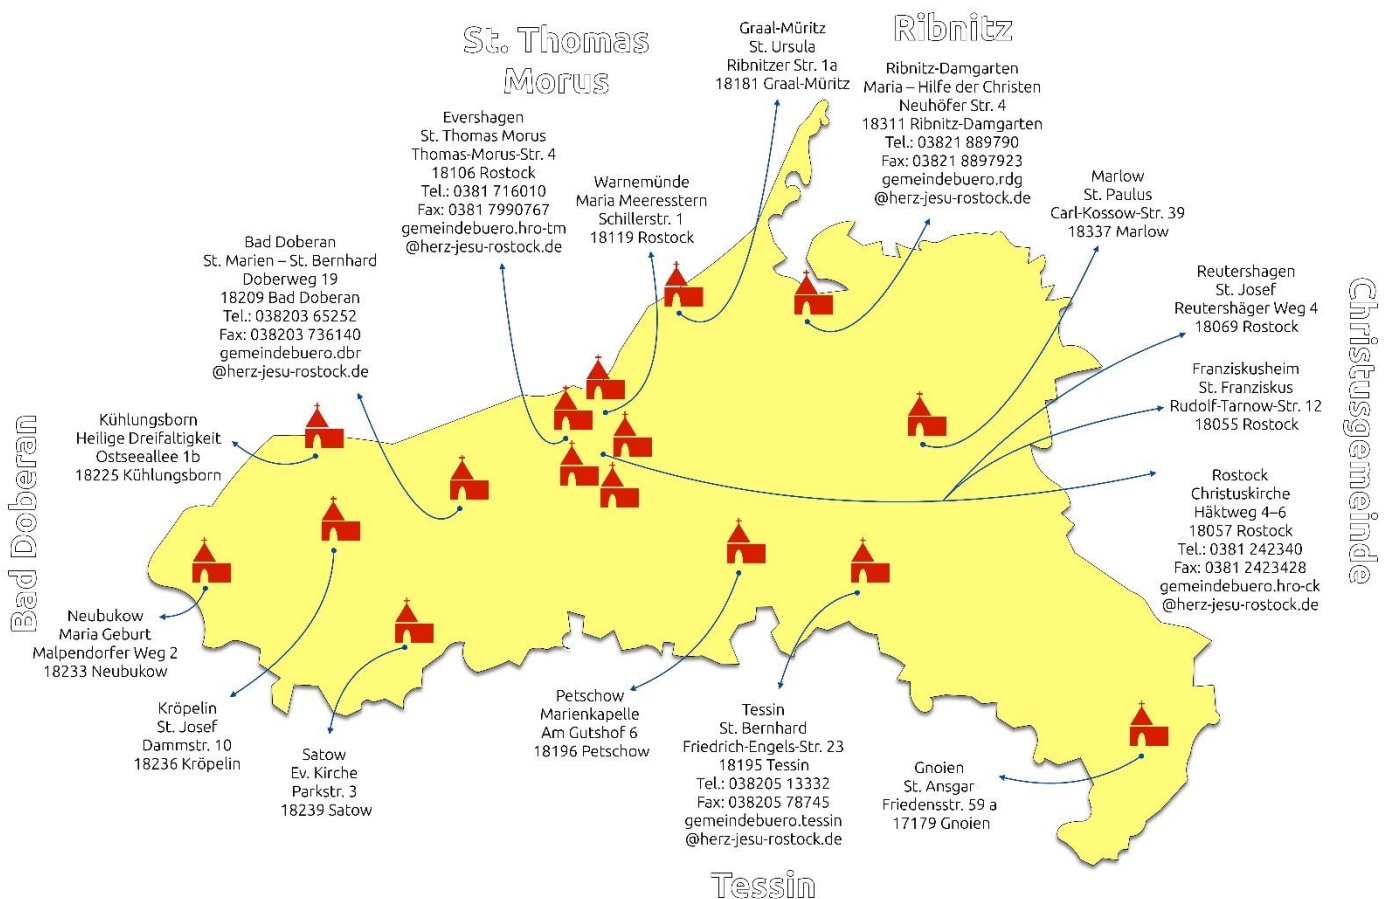 St. Thomas
Morus
Ribnitz
Graal-Müritz
St. Ursula
Ribnitzer Str. 1a
18181 Graal-Müritz
Ribnitz-Damgarten
Maria – Hilfe der Christen
Neuhöfer Str. 4
18311 Ribnitz-Damgarten
Tel.: 03821 889790
Fax: 03821 8897923
gemeindebuero.rdg
@herz-jesu-rostock.de
Evershagen
St. Thomas Morus
Thomas-Morus-Str. 4
18106 Rostock
Tel.: 0381 716010
Fax: 0381 7990767
gemeindebuero.hro-tm
@herz-jesu-rostock.de
Warnemünde
Maria Meeresstern
Schillerstr. 1
18119 Rostock
Marlow
St. Paulus
Carl-Kossow-Str. 39
18337 Marlow
Bad Doberan
St. Marien – St. Bernhard
Doberweg 19
18209 Bad Doberan
Tel.: 038203 65252
Fax: 038203 736140
gemeindebuero.dbr
@herz-jesu-rostock.de
Reutershagen
St. Josef
Reutershäger Weg 4
18069 Rostock
Franziskusheim
St. Franziskus
Rudolf-Tarnow-Str. 12
18055 Rostock
Christusgemeinde
Bad Doberan
Kühlungsborn
Heilige Dreifaltigkeit
Ostseeallee 1b
18225 Kühlungsborn
Rostock
Christuskirche
Häktweg 4–6
18057 Rostock
Tel.: 0381 242340
Fax: 0381 2423428
gemeindebuero.hro-ck
@herz-jesu-rostock.de
Neubukow
Maria Geburt
Malpendorfer Weg 2
18233 Neubukow
Kröpelin
St. Josef
Dammstr. 10
18236 Kröpelin
Satow
Ev. Kirche
Parkstr. 3
18239 Satow
Petschow
Marienkapelle
Am Gutshof 6
18196 Petschow
Tessin
St. Bernhard
Friedrich-Engels-Str. 23
18195 Tessin
Tel.: 038205 13332
Fax: 038205 78745
gemeindebuero.tessin
@herz-jesu-rostock.de
Gnoien
St. Ansgar
Friedensstr. 59 a
17179 Gnoien
Tessin